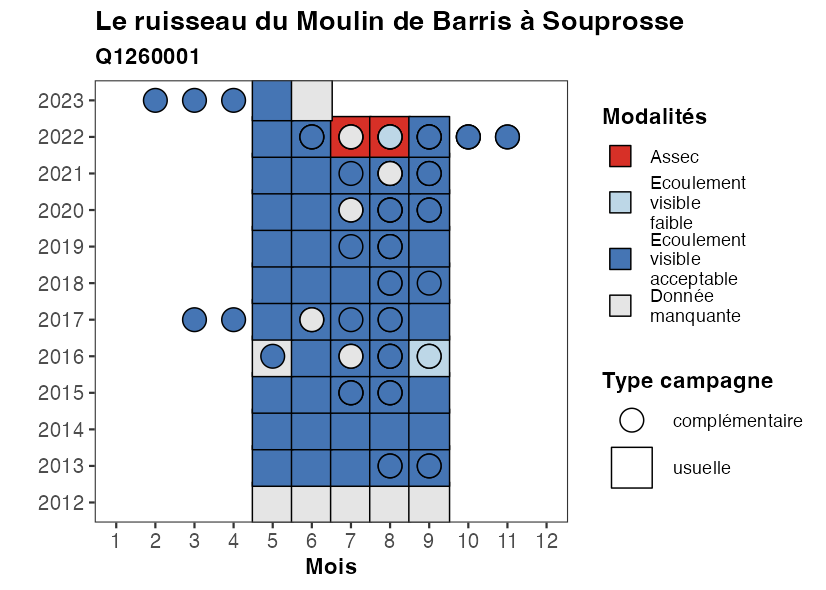 Le ruisseau du Moulin de Barris à Souprosse
Q1260001
2023
2022
2021
2020
2019
2018
2017
2016
2015
2014
2013
2012
1 2 3 4 5 6 7 8 9 10 11 12
Mois
Modalités
Assec
Ecoulement
visible
faible
Ecoulement
visible
acceptable
Donnée
manquante
Type campagne
complémentaire
usuelle